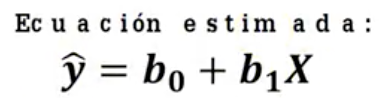 Ecuación estimada:
ŷ = b₀ + b₁X